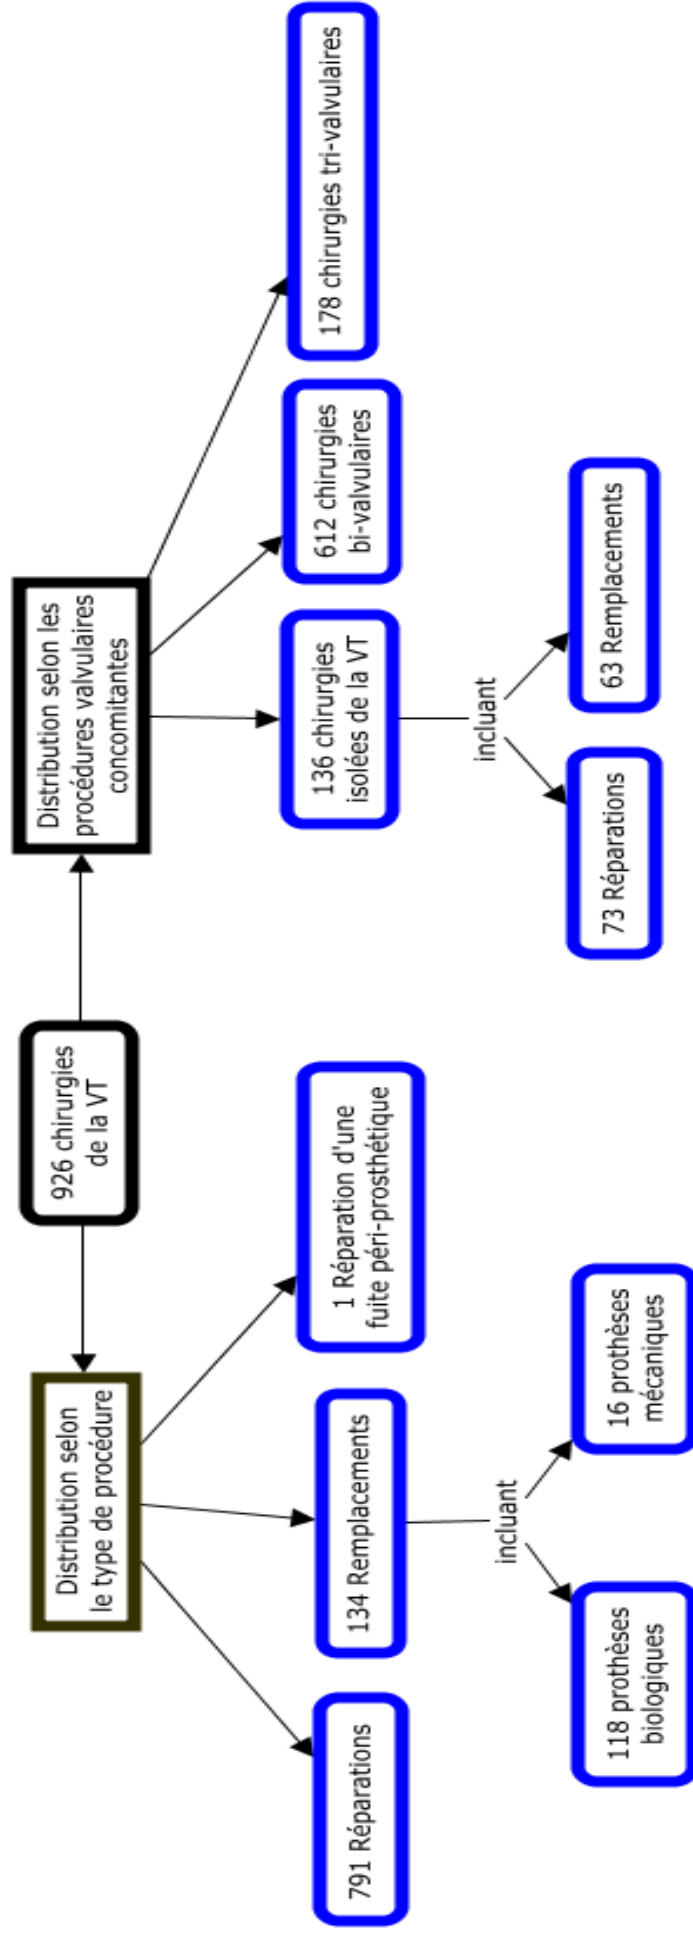 926 chirurgies
de la VT
Distribution selon
le type de procédure
Distribution selon les
procédures valvulaires
concomitantes
791 Réparations
134 Remplacements
1 Réparation d'une
fuite péri-prosthétique
136 chirurgies
isolées de la VT
612 chirurgies
bi-valvulaires
178 chirurgies tri-valvulaires
incluant
incluant
118 prothèses
biologiques
16 prothèses
mécaniques
73 Réparations
63 Remplacements